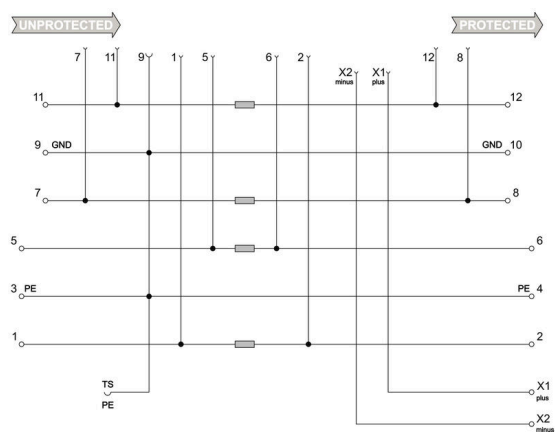 UNPROTECTED PROTECTED
7 11 9 1 5 6 2 12 8
X2 X1
minus plus
11 12
9 GND GND 10
7 8
5 6
3 PE PE 4
1 2
TS X1
PE plus
X2
minus